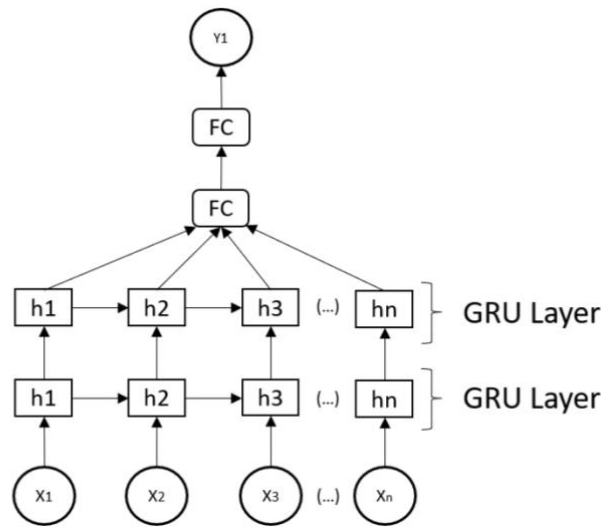 Y1
FC
FC
h1 h2 h3 (...) hn GRU Layer
h1 h2 h3 (...) hn GRU Layer
X1 X2 X3 (...) Xn